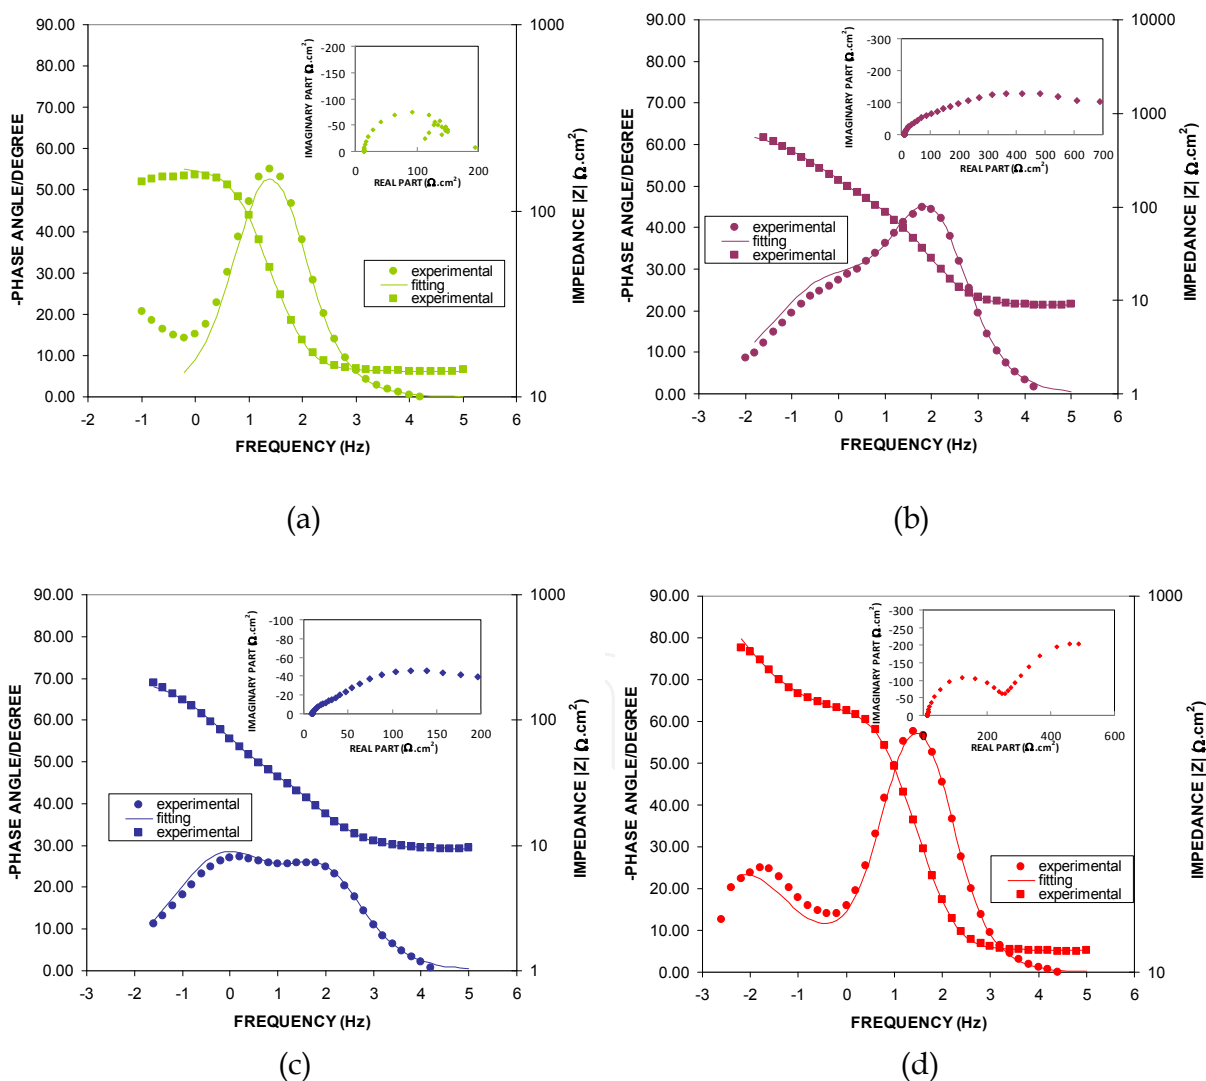 90.00
80.00
70.00
60.00
50.00
40.00
30.00
20.00
10.00
0.00
-PHASE ANGLE/DEGREE
-2 -1 0 1 2 3 4 5 6
FREQUENCY (Hz)
1000
100
10
IMPEDANCE |Z| (Ω.cm²)
IMAGINARY PART (Ω.cm²)
-200
-150
-100
-50
0
0 100 200
REAL PART (Ω.cm²)
experimental
fitting
experimental
(a)
90.00
80.00
70.00
60.00
50.00
40.00
30.00
20.00
10.00
0.00
-PHASE ANGLE/DEGREE
-3 -2 -1 0 1 2 3 4 5 6
FREQUENCY (Hz)
10000
1000
100
10
1
IMPEDANCE |Z| (Ω.cm²)
IMAGINARY PART (Ω.cm²)
-300
-200
-100
0
0 100 200 300 400 500 600 700
REAL PART (Ω.cm²)
experimental
fitting
experimental
(b)
90.00
80.00
70.00
60.00
50.00
40.00
30.00
20.00
10.00
0.00
-PHASE ANGLE/DEGREE
-3 -2 -1 0 1 2 3 4 5 6
FREQUENCY (Hz)
1000
100
10
1
IMPEDANCE |Z| (Ω.cm²)
IMAGINARY PART (Ω.cm²)
-100
-80
-60
-40
-20
0
0 50 100 150 200
REAL PART (Ω.cm²)
experimental
fitting
experimental
(c)
90.00
80.00
70.00
60.00
50.00
40.00
30.00
20.00
10.00
0.00
-PHASE ANGLE/DEGREE
-3 -2 -1 0 1 2 3 4 5 6
FREQUENCY (Hz)
1000
10
IMPEDANCE |Z| (Ω.cm²)
IMAGINARY PART (Ω.cm²)
-300
-250
-200
-150
-100
-50
0
200 400 600
REAL PART (Ω.cm²)
experimental
fitting
experimental
(d)